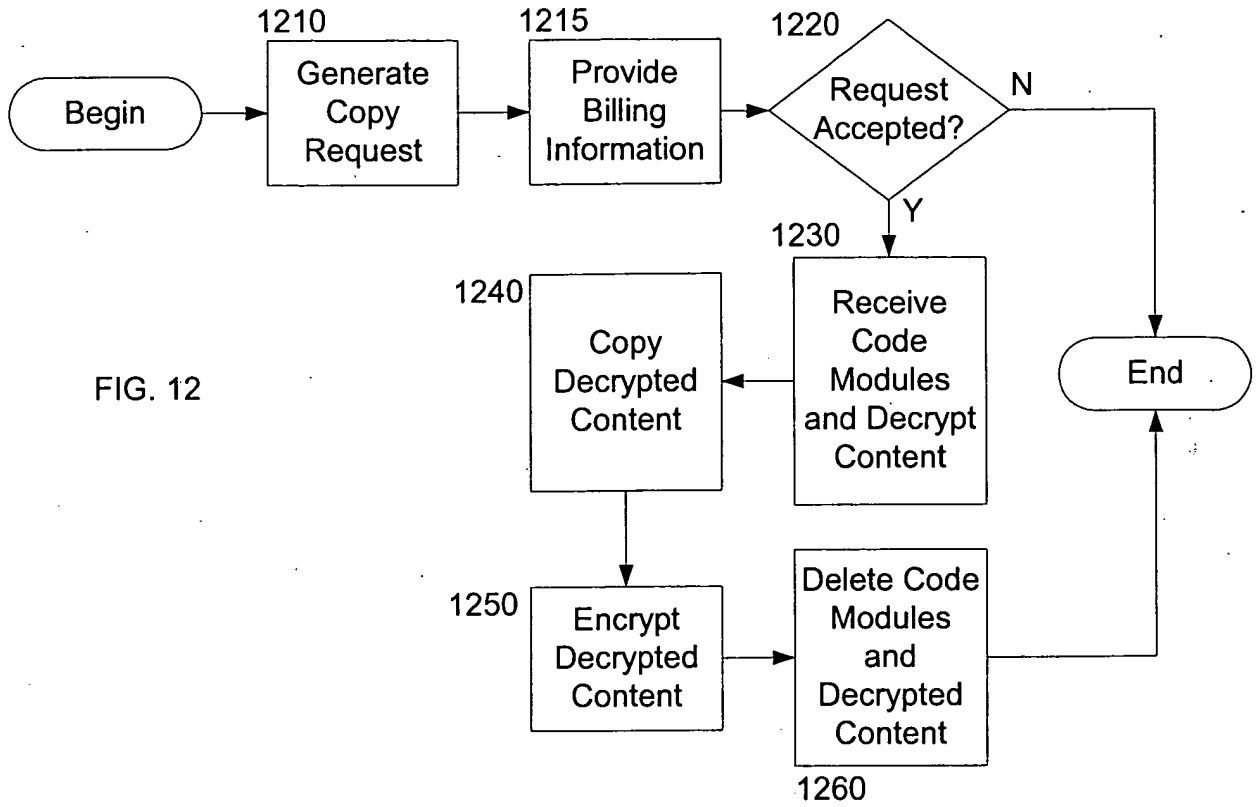 1210
1215
1220
Begin
Generate
Copy
Request
Provide
Billing
Information
Request
Accepted?
N
Y
1230
Receive
Code
Modules
and Decrypt
Content
1240
Copy
Decrypted
Content
End
FIG. 12
1250
Encrypt
Decrypted
Content
Delete Code
Modules
and
Decrypted
Content
1260